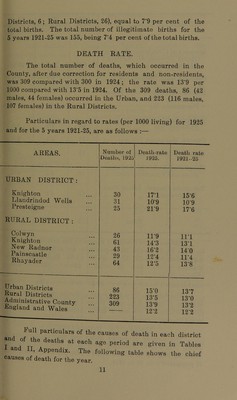 Districts, 6; Rural Districts, 26), equal to 7'9 per cent. of the
total births. The total number of illegitimate births for the
5 years 1921-25 was 155, being 7'4 per cent of the total births.
DEATH RATE.
The total number of deaths, which occurred in the
County, after due correction for residents and non-residents,
was 309 compared with 300 in 1924; the rate was 13'9 per
1000 compared with 13'5 in 1924. Of the 309 deaths, 86 (42
males, 44 females) occurred in the Urban, and 223 (116 males,
107 females) in the Rural Districts.
Particulars in regard to rates (per 1000 living) for 1925
and for the 5 years 1921-25, are as follows :—
AREAS. Number of Deaths, 1925 Death-rate 1925. Death rate 1921-25
URBAN DISTRICT:
Knighton ... 30 17'1 15'6
Llandrindod Wells ... 31 10'9 10'9
Presteigne ... 25 21'9 17'6
RURAL DISTRICT:
Colwyn ... 26 11'9 11'1
Knighton ... 61 14'3 13'1
New Radnor ... 43 16'2 14'0
Painscastle ... 29 12'4 11'4
Rhayader ... 64 12'5 13'8
Urban Districts ... 86 15'0 13'7
Rural Districts ... 223 13'5 13'0
Administrative County ... 309 13'9 13'2
England and Wales ... —— 12'2 12'2
Full particulars of the causes of death in each district
and of the deaths at each age period are given in Tables
I and II, Appendix. The following table shows the chief
causes of death for the year.
11